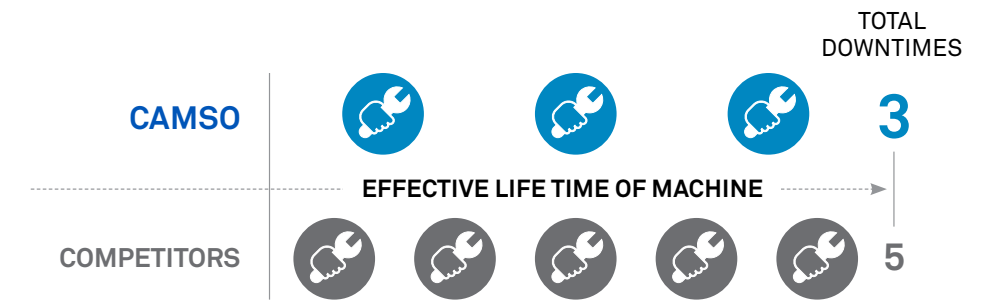 TOTAL
DOWNTIMES
CAMSO
3
EFFECTIVE LIFE TIME OF MACHINE
COMPETITORS
5